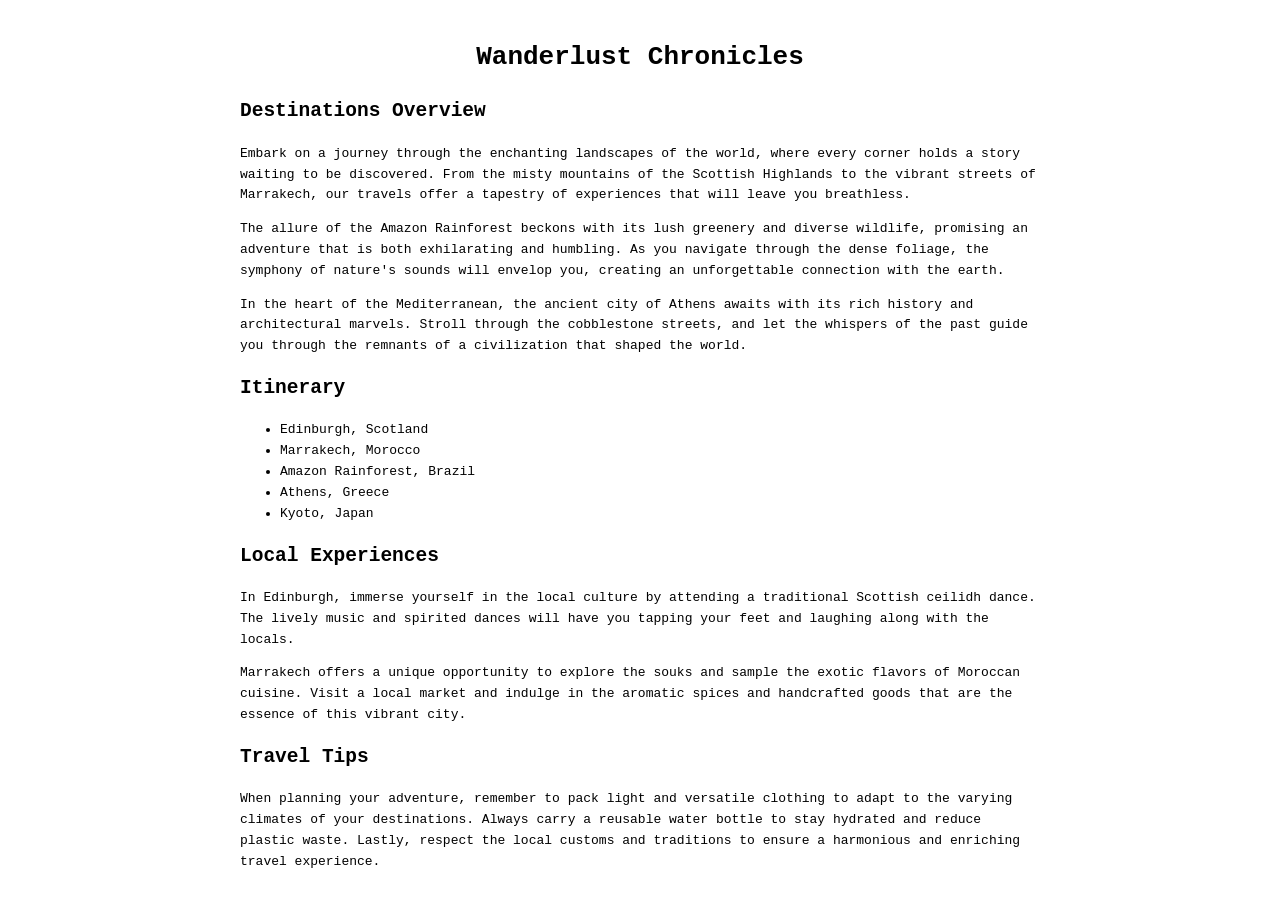 Wanderlust Chronicles
Destinations Overview
Embark on a journey through the enchanting landscapes of the world, where every corner holds a story
waiting to be discovered. From the misty mountains of the Scottish Highlands to the vibrant streets of
Marrakech, our travels offer a tapestry of experiences that will leave you breathless.
The allure of the Amazon Rainforest beckons with its lush greenery and diverse wildlife, promising an
adventure that is both exhilarating and humbling. As you navigate through the dense foliage, the
symphony of nature's sounds will envelop you, creating an unforgettable connection with the earth.
In the heart of the Mediterranean, the ancient city of Athens awaits with its rich history and
architectural marvels. Stroll through the cobblestone streets, and let the whispers of the past guide
you through the remnants of a civilization that shaped the world.
Itinerary
• Edinburgh, Scotland
• Marrakech, Morocco
• Amazon Rainforest, Brazil
• Athens, Greece
• Kyoto, Japan
Local Experiences
In Edinburgh, immerse yourself in the local culture by attending a traditional Scottish ceilidh dance.
The lively music and spirited dances will have you tapping your feet and laughing along with the
locals.
Marrakech offers a unique opportunity to explore the souks and sample the exotic flavors of Moroccan
cuisine. Visit a local market and indulge in the aromatic spices and handcrafted goods that are the
essence of this vibrant city.
Travel Tips
When planning your adventure, remember to pack light and versatile clothing to adapt to the varying
climates of your destinations. Always carry a reusable water bottle to stay hydrated and reduce
plastic waste. Lastly, respect the local customs and traditions to ensure a harmonious and enriching
travel experience.